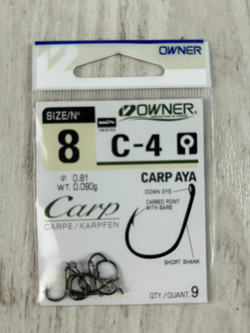 OWNER
SIZE/N°
8
OWNER
C-4
Ø 0.81
WT. 0.090g
CARP AYA
DOWN EYE
CARBED POINT
WITH BARB
Carp
CARPE/KARPFEN
SHORT SHANK
QTY./QUANT.9